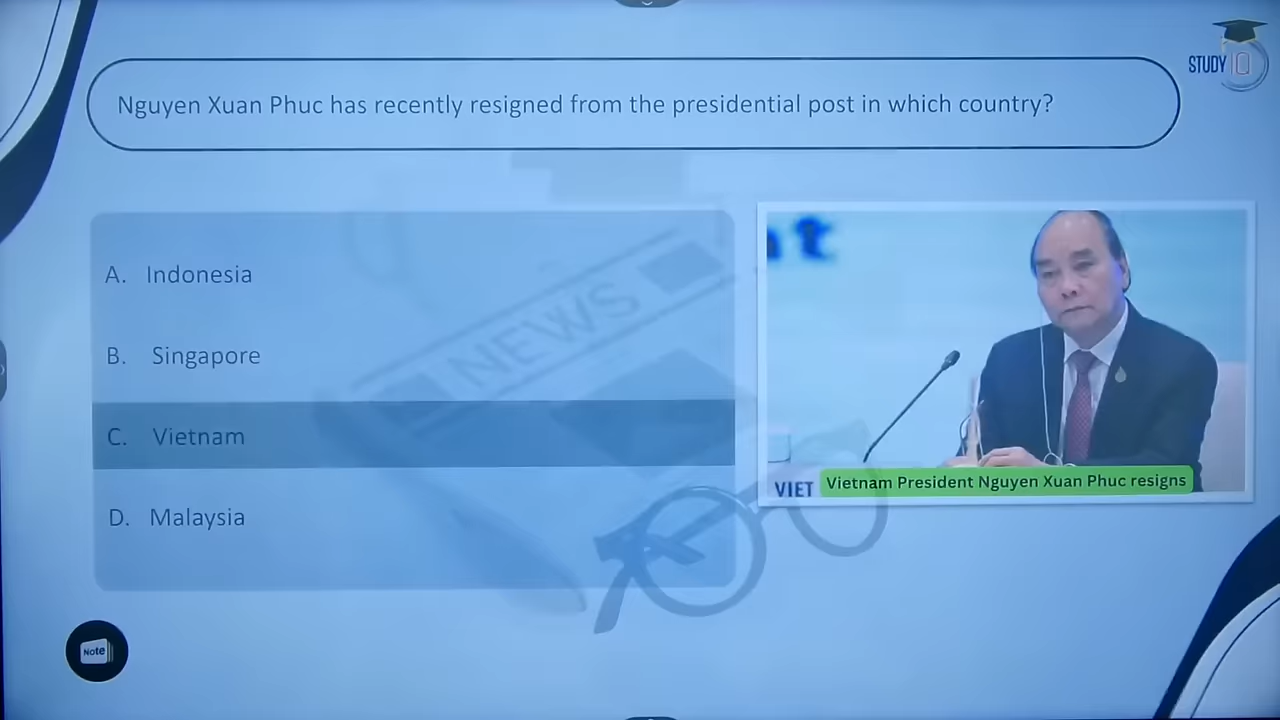 STUDY IQ
Nguyen Xuan Phuc has recently resigned from the presidential post in which country?
A. Indonesia
B. Singapore
C. Vietnam
D. Malaysia
NEWS
t
VIET
Vietnam President Nguyen Xuan Phuc resigns
Note